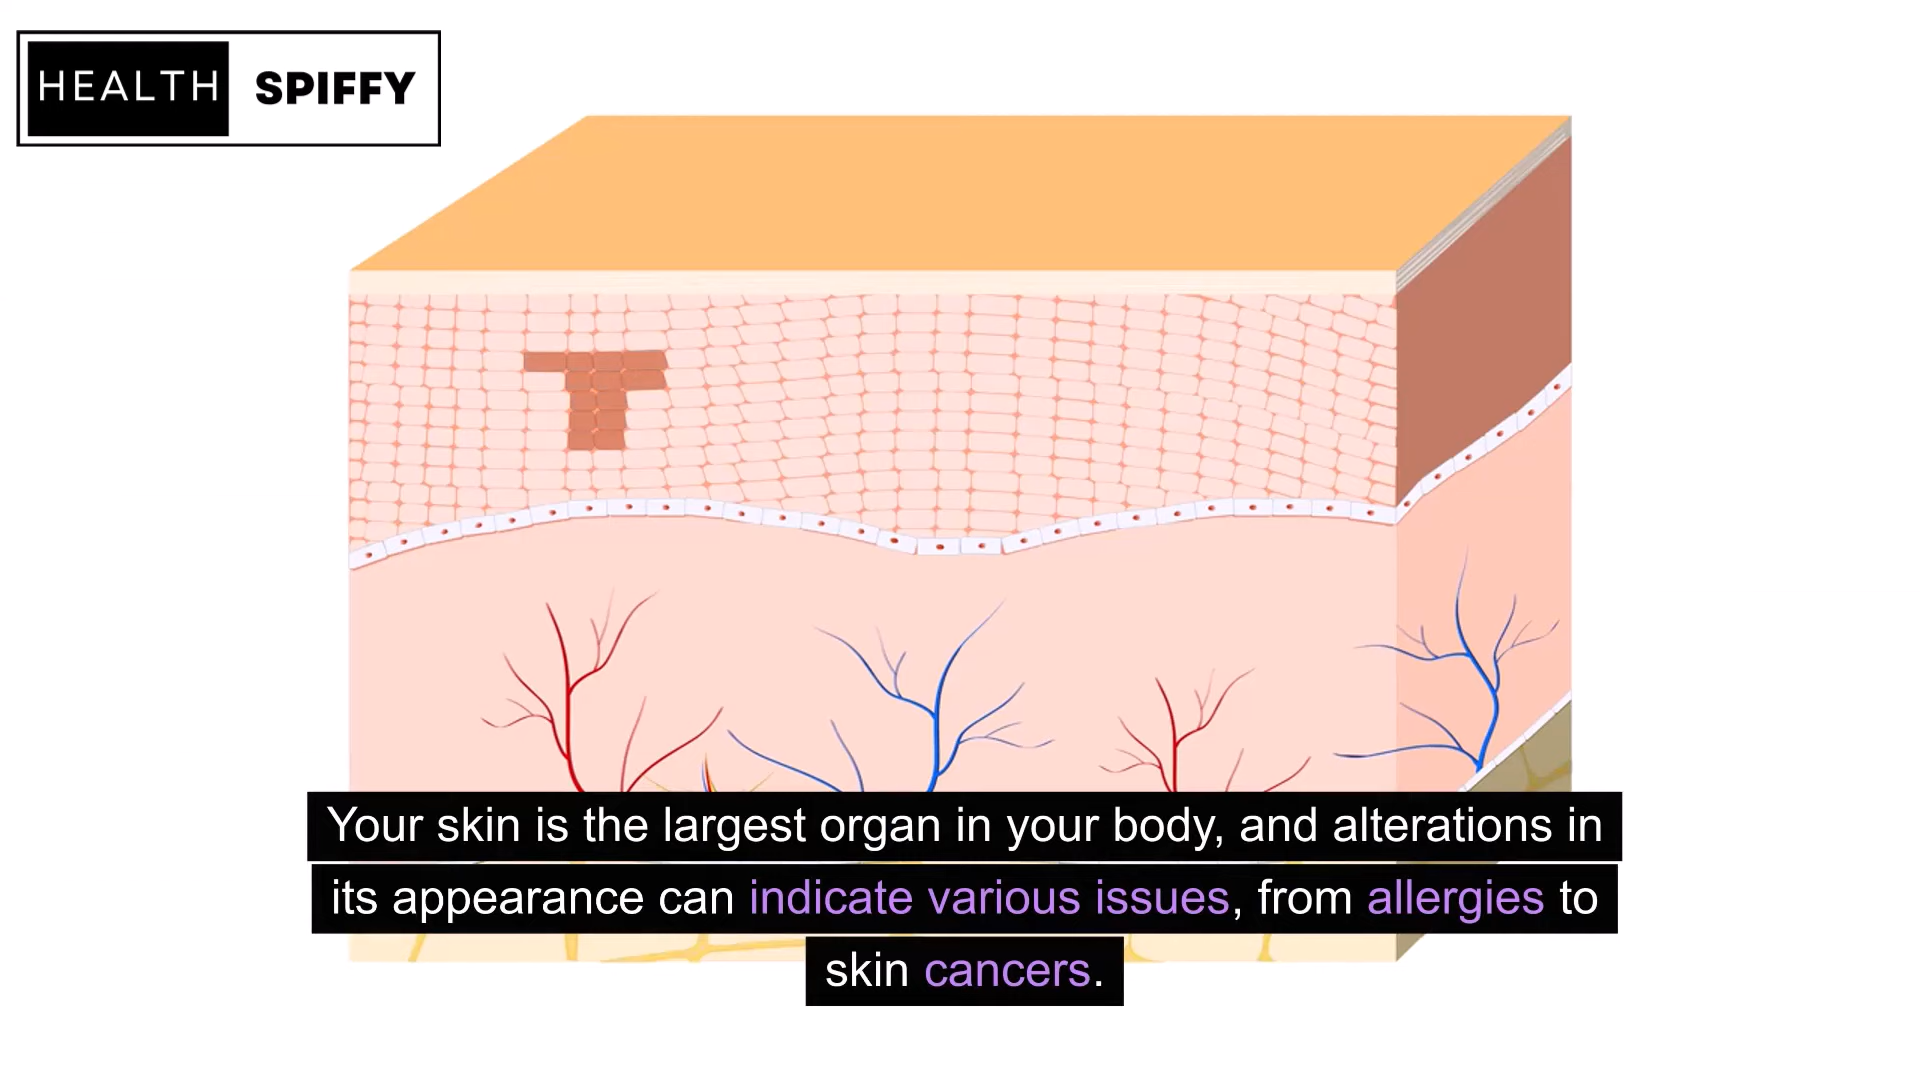 HEALTH SPIFFY
Your skin is the largest organ in your body, and alterations in
its appearance can indicate various issues, from allergies to
skin cancers.